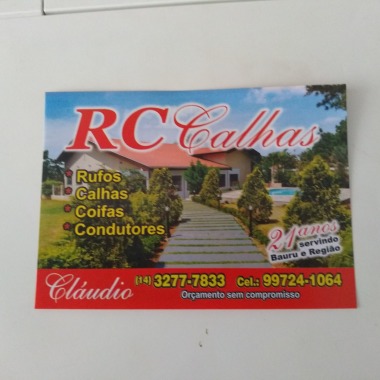 RC Calhas
Rufos
Calhas
Coifas
Condutores
21 anos
servindo
Bauru e Região
Cláudio
(14) 3277-7833 Cel.: 99724-1064
Orçamento sem compromisso